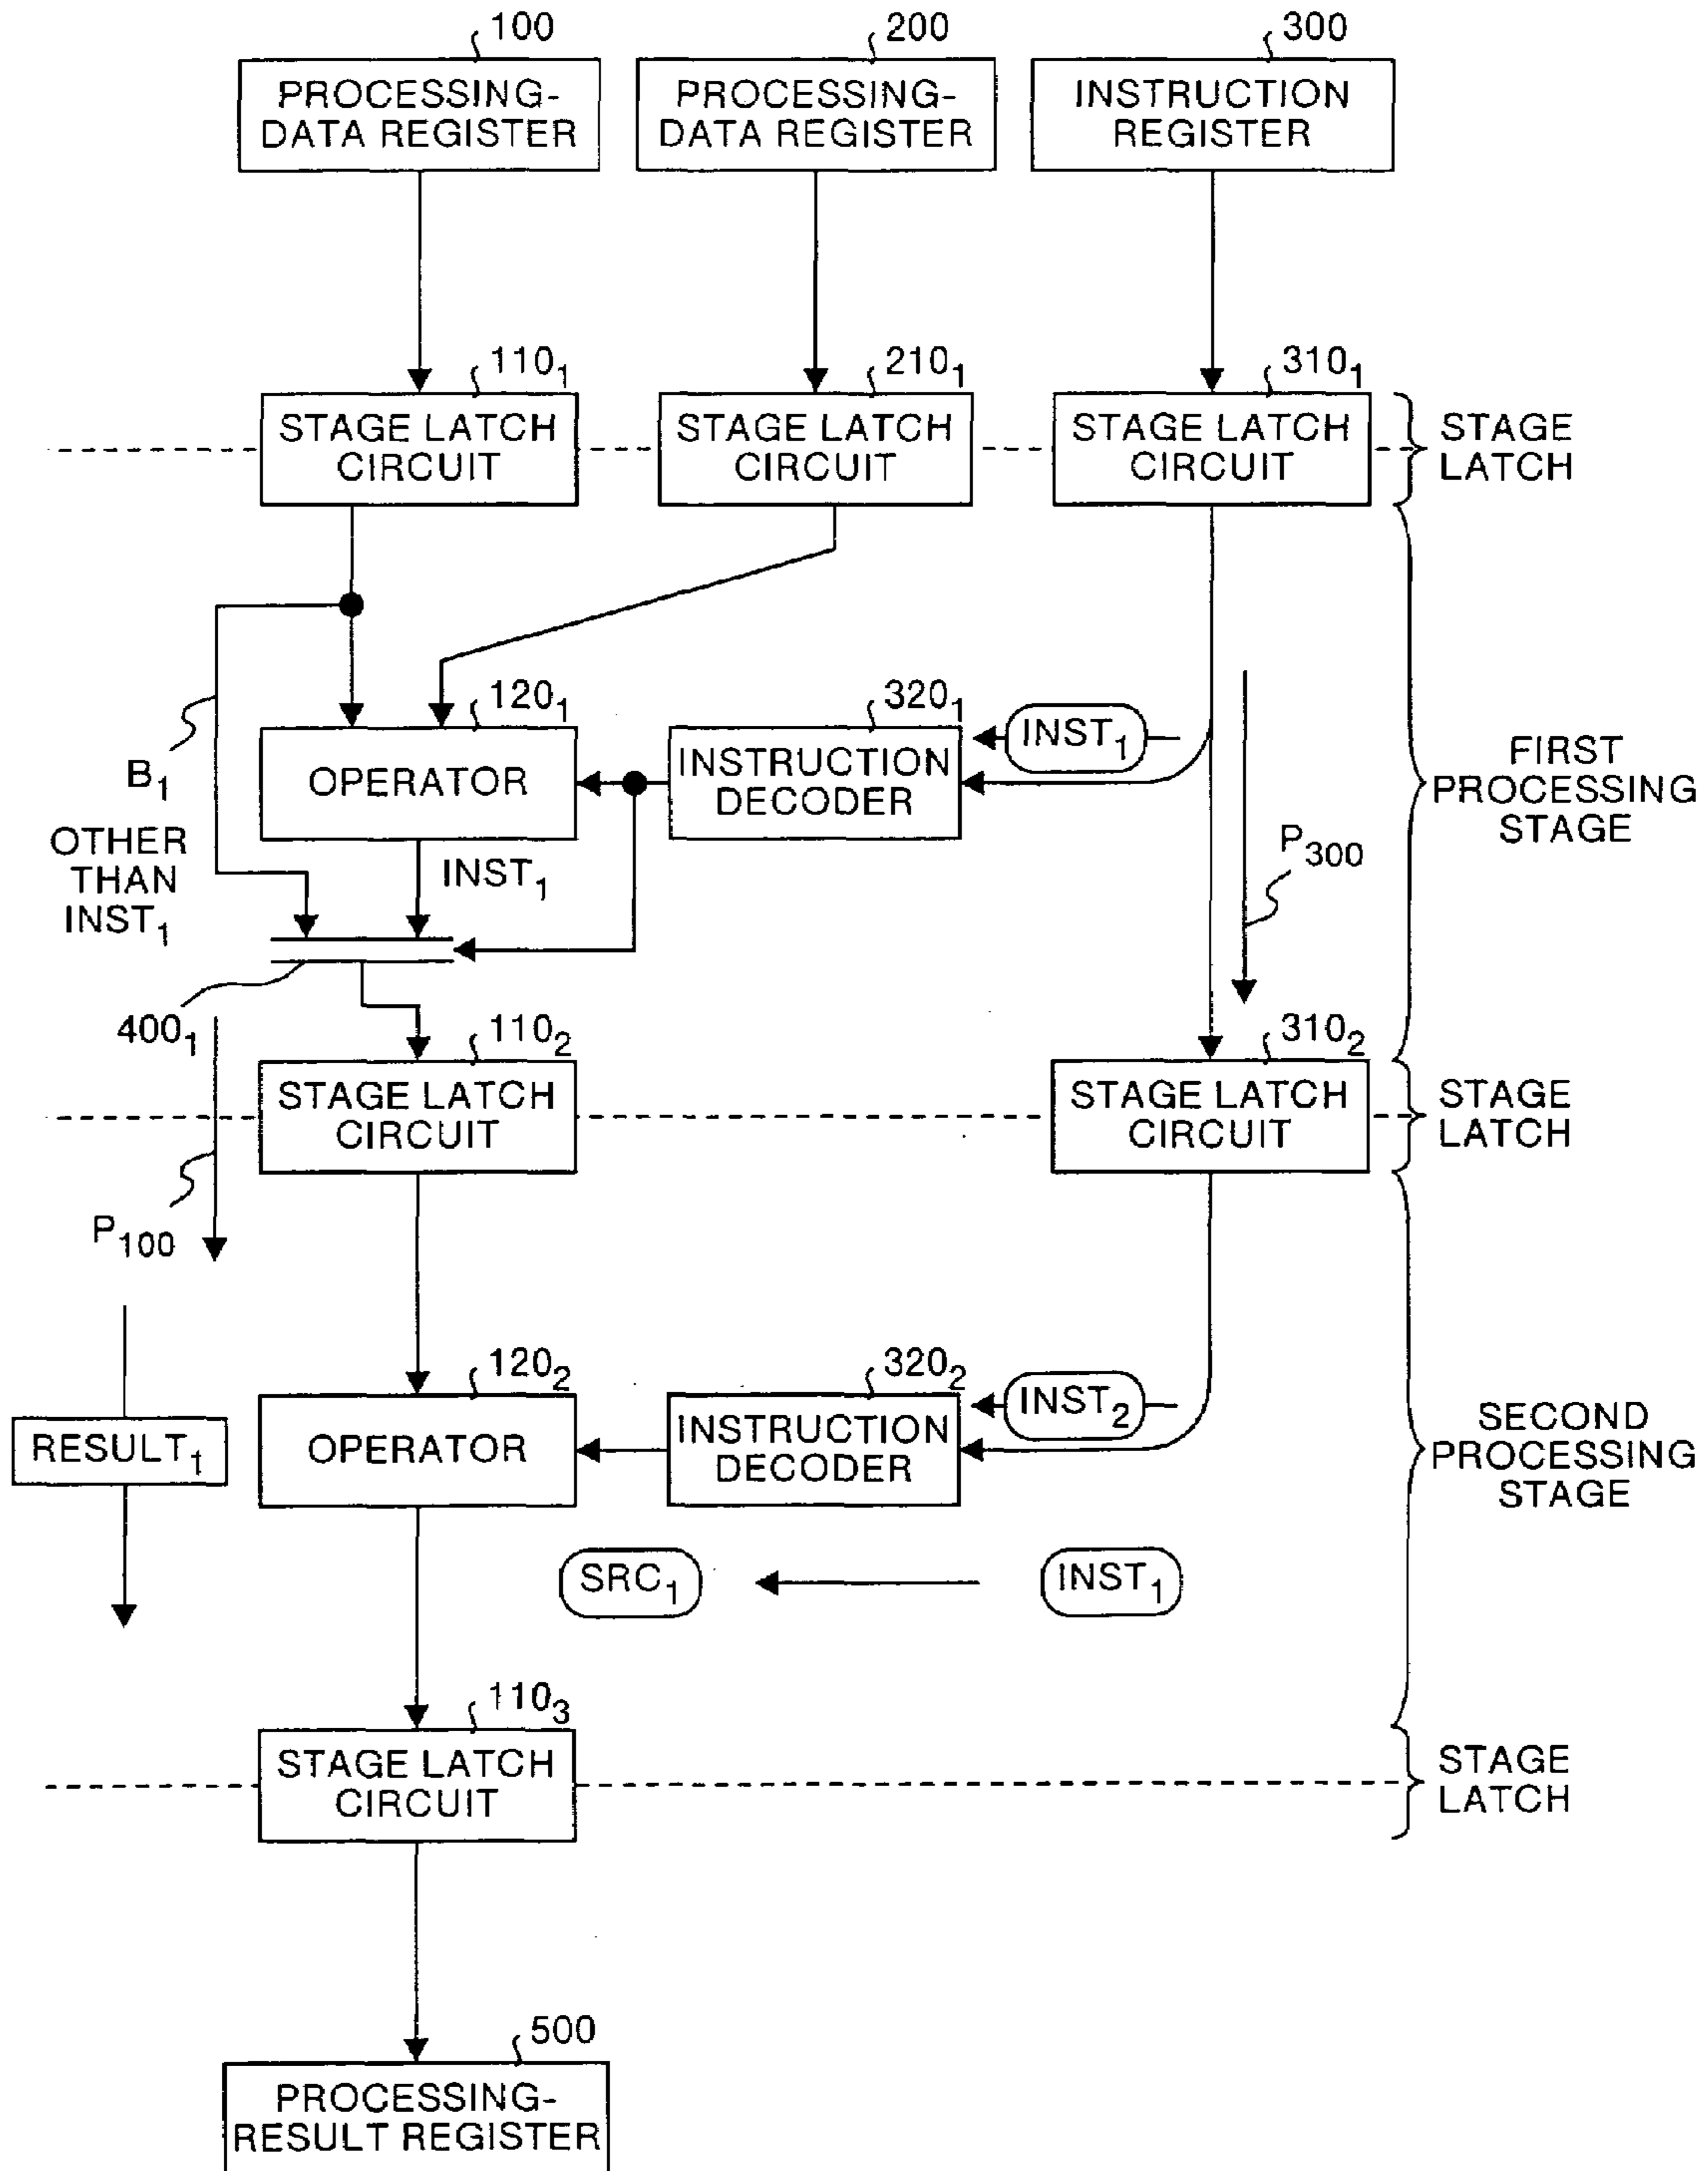 100
200
300
PROCESSING-
DATA REGISTER
PROCESSING-
DATA REGISTER
INSTRUCTION
REGISTER
110₁
210₁
310₁
STAGE LATCH
CIRCUIT
STAGE LATCH
CIRCUIT
STAGE LATCH
CIRCUIT
STAGE
LATCH
120₁
320₁
INST₁
B₁
OPERATOR
INSTRUCTION
DECODER
FIRST
PROCESSING
STAGE
OTHER
THAN
INST₁
INST₁
P₃₀₀
400₁
110₂
310₂
STAGE LATCH
CIRCUIT
STAGE LATCH
CIRCUIT
STAGE
LATCH
P₁₀₀
120₂
320₂
INST₂
RESULT₁
OPERATOR
INSTRUCTION
DECODER
SECOND
PROCESSING
STAGE
SRC₁
INST₁
110₃
STAGE LATCH
CIRCUIT
STAGE
LATCH
500
PROCESSING-
RESULT REGISTER